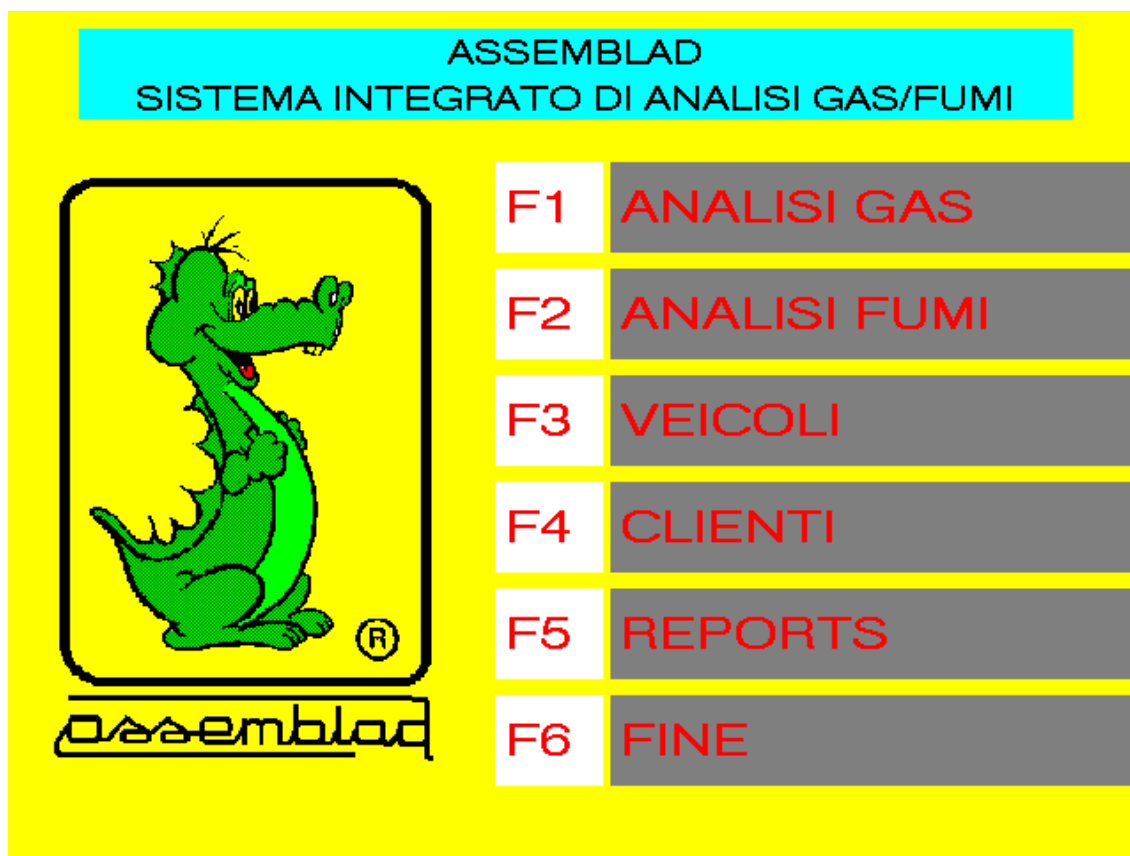 ASSEMBLAD
SISTEMA INTEGRATO DI ANALISI GAS/FUMI
F1 ANALISI GAS
F2 ANALISI FUMI
F3 VEICOLI
F4 CLIENTI
F5 REPORTS
F6 FINE
®
assemblad